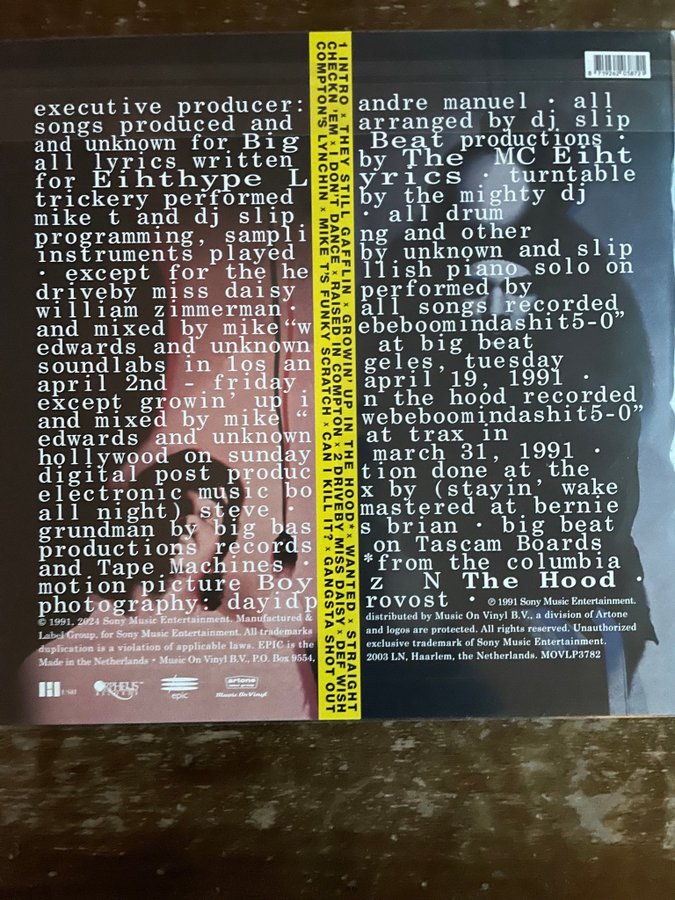 executive producer: andre manuel · all
songs produced and arranged by dj slip
and unknown for Big Beat productions ·
all lyrics written by The MC Eiht
for Eihthype Lyrics · turntable
trickery performed by the mighty dj
mike t and dj slip · all drum
programming, sampling and other
instruments played by unknown and slip
· except for the hellish piano solo on
driveby miss daisy performed by
william zimmerman· all songs recorded
and mixed by mike “webeboomindashit5-0”
edwards and unknown at big beat
soundlabs in los angeles, tuesday
april 2nd - friday april 19, 1991 ·
except growin' up in the hood recorded
and mixed by mike “webeboomindashit5-0”
edwards and unknown at trax in
hollywood on sunday march 31, 1991 ·
digital post production done at the
electronic music box by (stayin' wake
all night) steve mastered at bernie
grundman by big bass brian · big beat
productions records on Tascam Boards
and Tape Machines · *from the columbia
motion picture Boyz N The Hood ·
photography: davidprovost · ℗ 1991 Sony Music Entertainment.
© 1991, 2024 Sony Music Entertainment. Manufactured & distributed by Music On Vinyl B.V., a division of Artone
Label Group, for Sony Music Entertainment. All trademarks and logos are protected. All rights reserved. Unauthorized
duplication is a violation of applicable laws. EPIC is the exclusive trademark of Sony Music Entertainment.
Made in the Netherlands · Music On Vinyl B.V., P.O. Box 9554, 2003 LN, Haarlem, the Netherlands. MOVLP3782
1 INTRO × THEY STILL GAFFLIN × GROWIN' UP IN THE HOOD* × WANTED × STRAIGHT
CHECKN 'EM × I DON'T DANCE × RAISED IN COMPTON × 2 DRIVEBY MISS DAISY × DEF WISH
COMPTON'S LYNCHIN × MIKE T'S FUNKY SCRATCH × CAN I KILL IT? × GANGSTA SHOT OUT
ORPHEUS RECORDS
epic
artone
Music On Vinyl